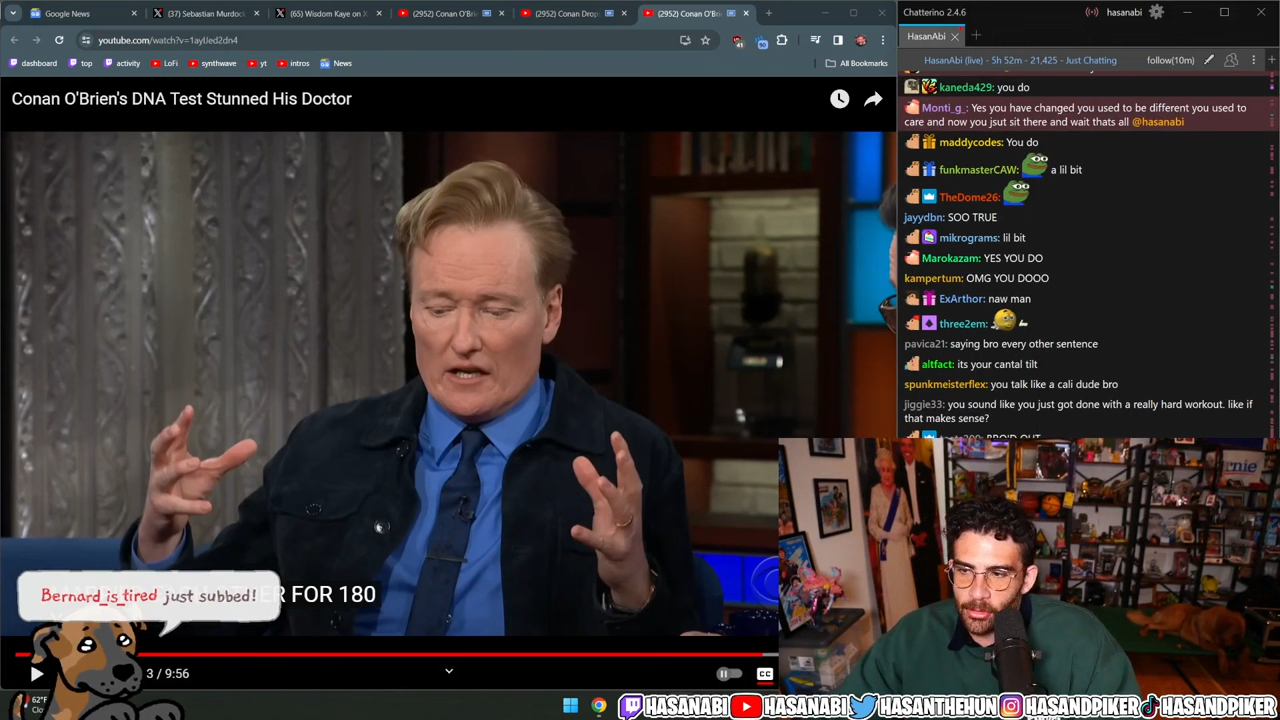 Google News
(37) Sebastian Murdock
(65) Wisdom Kaye on X
(2952) Conan O'Bri
(2952) Conan Drop
(2952) Conan O'Bri
youtube.com/watch?v=1aylJed2dn4
41
90
dashboard
top
activity
LoFi
synthwave
yt
intros
News
All Bookmarks
Conan O'Brien's DNA Test Stunned His Doctor
ER FOR 180
Bernard_is_tired just subbed!
3 / 9:56
CC
62°F
Chatterino 2.4.6
hasanabi
HasanAbi
HasanAbi (live) - 5h 52m - 21,425 - Just Chatting
follow(10m)
kaneda429: you do
Monti_g_: Yes you have changed you used to be different you used to
care and now you jsut sit there and wait thats all @hasanabi
maddycodes: You do
funkmasterCAW: a lil bit
TheDome26:
jayydbn: SOO TRUE
mikrograms: lil bit
Marokazam: YES YOU DO
kampertum: OMG YOU DOOO
ExArthor: naw man
three2em:
pavica21: saying bro every other sentence
altfact: its your cantal tilt
spunkmeisterflex: you talk like a cali dude bro
jiggie33: you sound like you just got done with a really hard workout. like if
that makes sense?
ernie
HASANABI
HASANABI
HASANTHEHUN
HASANDPIKER
HASANDPIKER